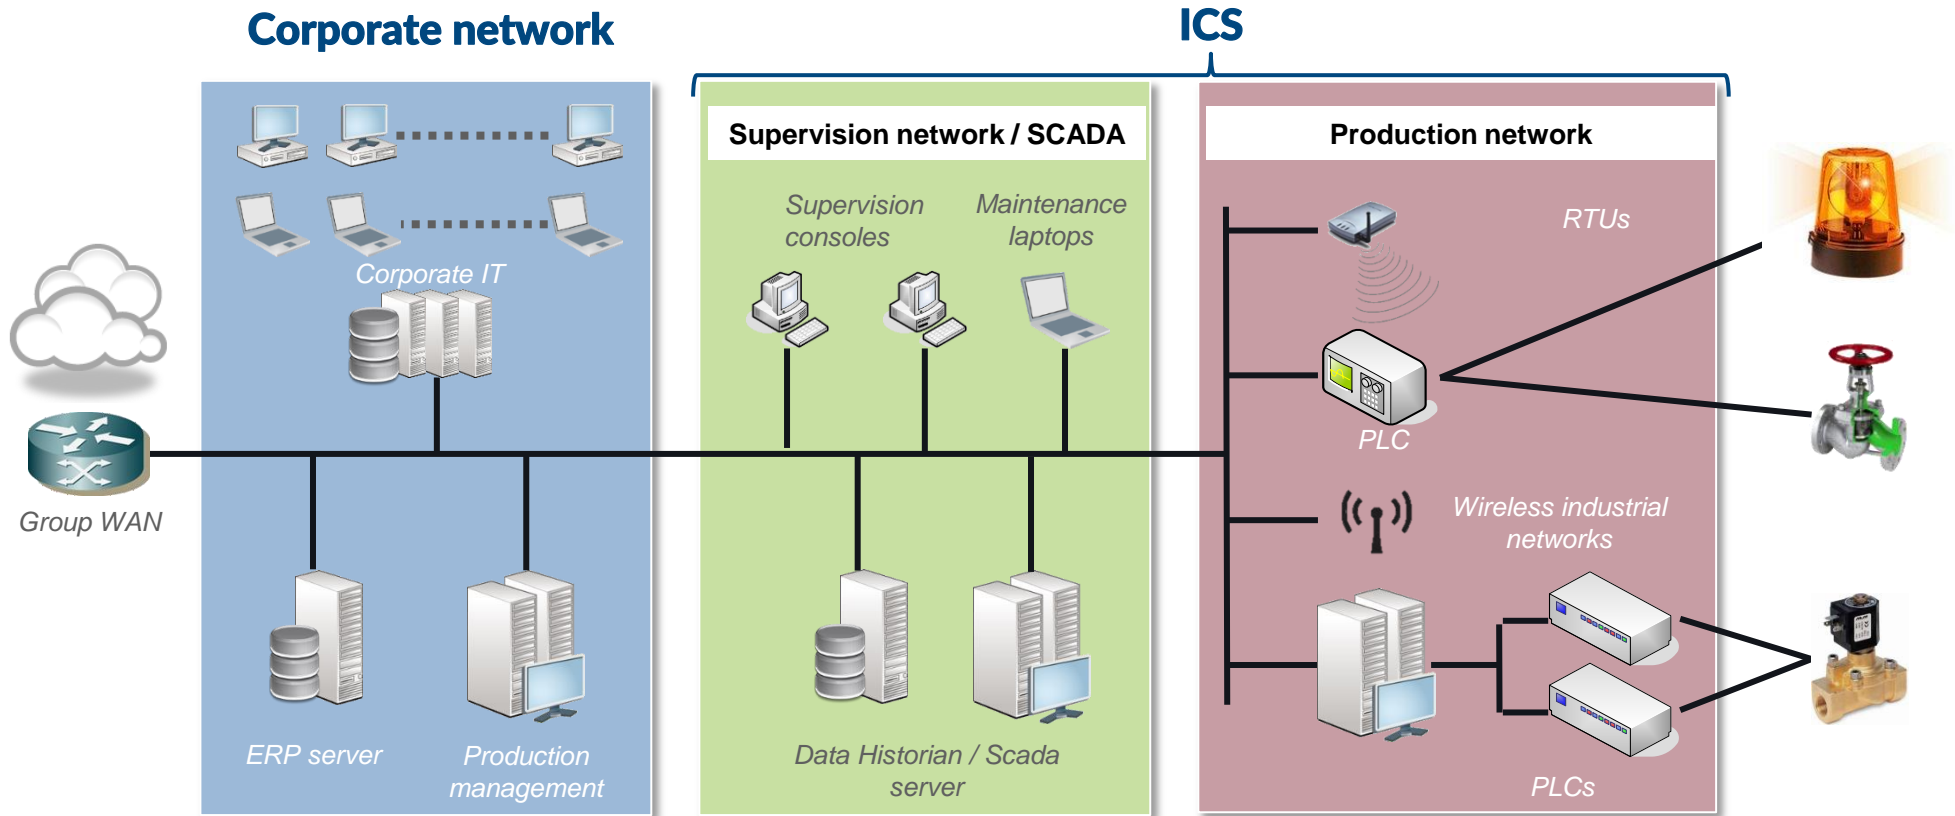 Corporate network
ICS
Supervision network / SCADA
Production network
Supervision
consoles
Maintenance
laptops
RTUs
Corporate IT
PLC
Group WAN
Wireless industrial
networks
ERP server
Production
management
Data Historian / Scada
server
PLCs